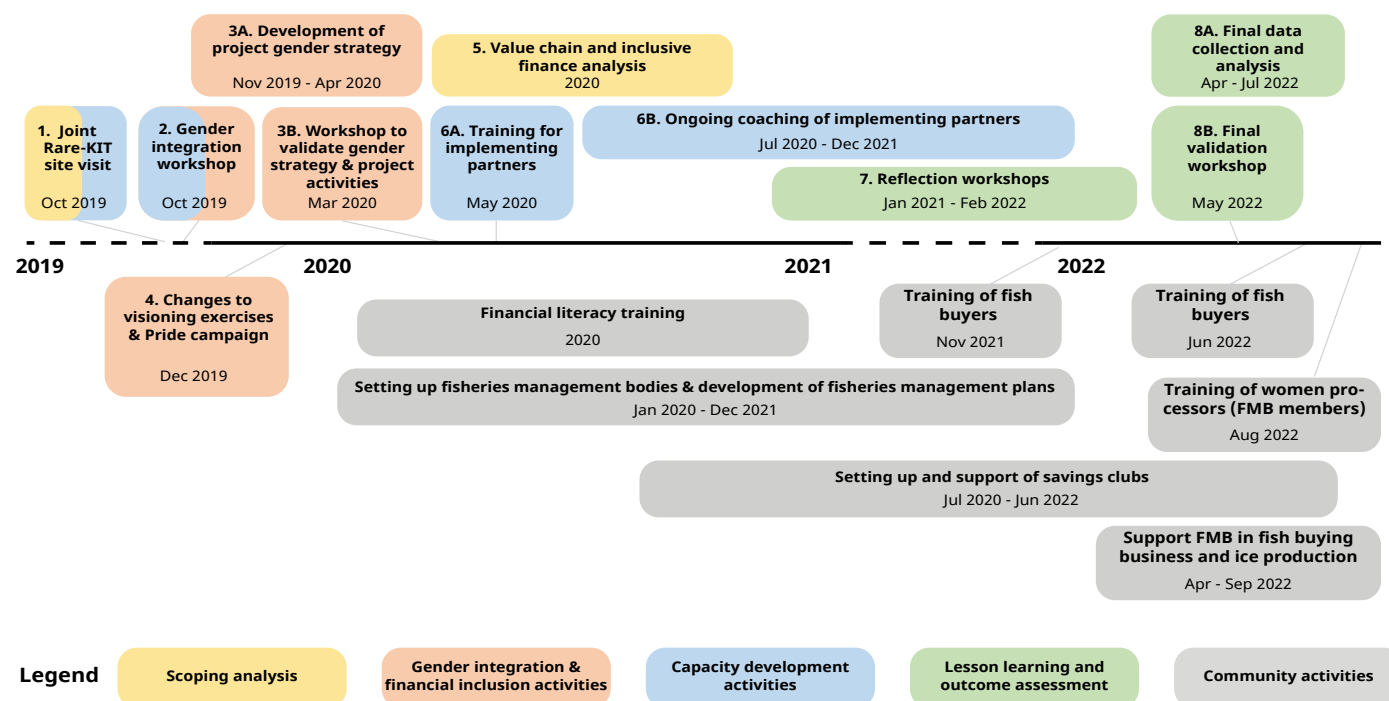 3A. Development of
project gender strategy
Nov 2019 - Apr 2020
5. Value chain and inclusive
finance analysis
2020
8A. Final data
collection and
analysis
Apr - Jul 2022
1. Joint
Rare-KIT
site visit
Oct 2019
2. Gender
integration
workshop
Oct 2019
3B. Workshop to
validate gender
strategy & project
activities
Mar 2020
6A. Training for
implementing
partners
May 2020
6B. Ongoing coaching of implementing partners
Jul 2020 - Dec 2021
7. Reflection workshops
Jan 2021 - Feb 2022
8B. Final
validation
workshop
May 2022
2019
2020
2021
2022
4. Changes to
visioning exercises
& Pride campaign
Dec 2019
Financial literacy training
2020
Training of fish
buyers
Nov 2021
Training of fish
buyers
Jun 2022
Setting up fisheries management bodies & development of fisheries management plans
Jan 2020 - Dec 2021
Training of women pro-
cessors (FMB members)
Aug 2022
Setting up and support of savings clubs
Jul 2020 - Jun 2022
Support FMB in fish buying
business and ice production
Apr - Sep 2022
Legend
Scoping analysis
Gender integration &
financial inclusion activities
Capacity development
activities
Lesson learning and
outcome assessment
Community activities